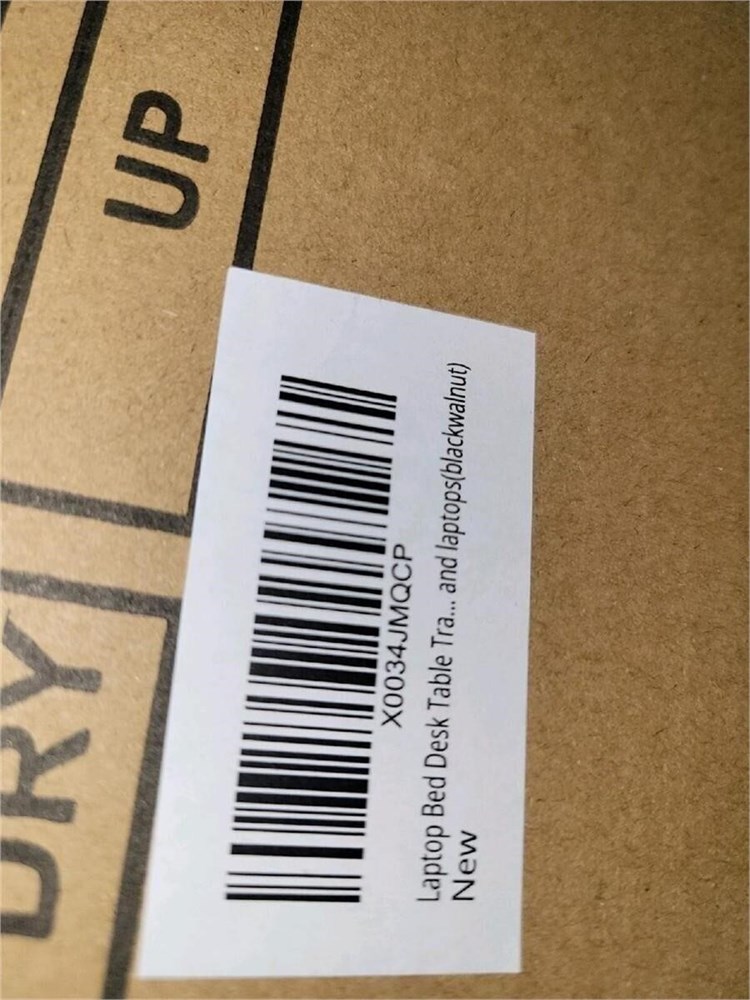 UP
DRY
X0034JMQCP
Laptop Bed Desk Table Tra... and laptops(blackwalnut)
New